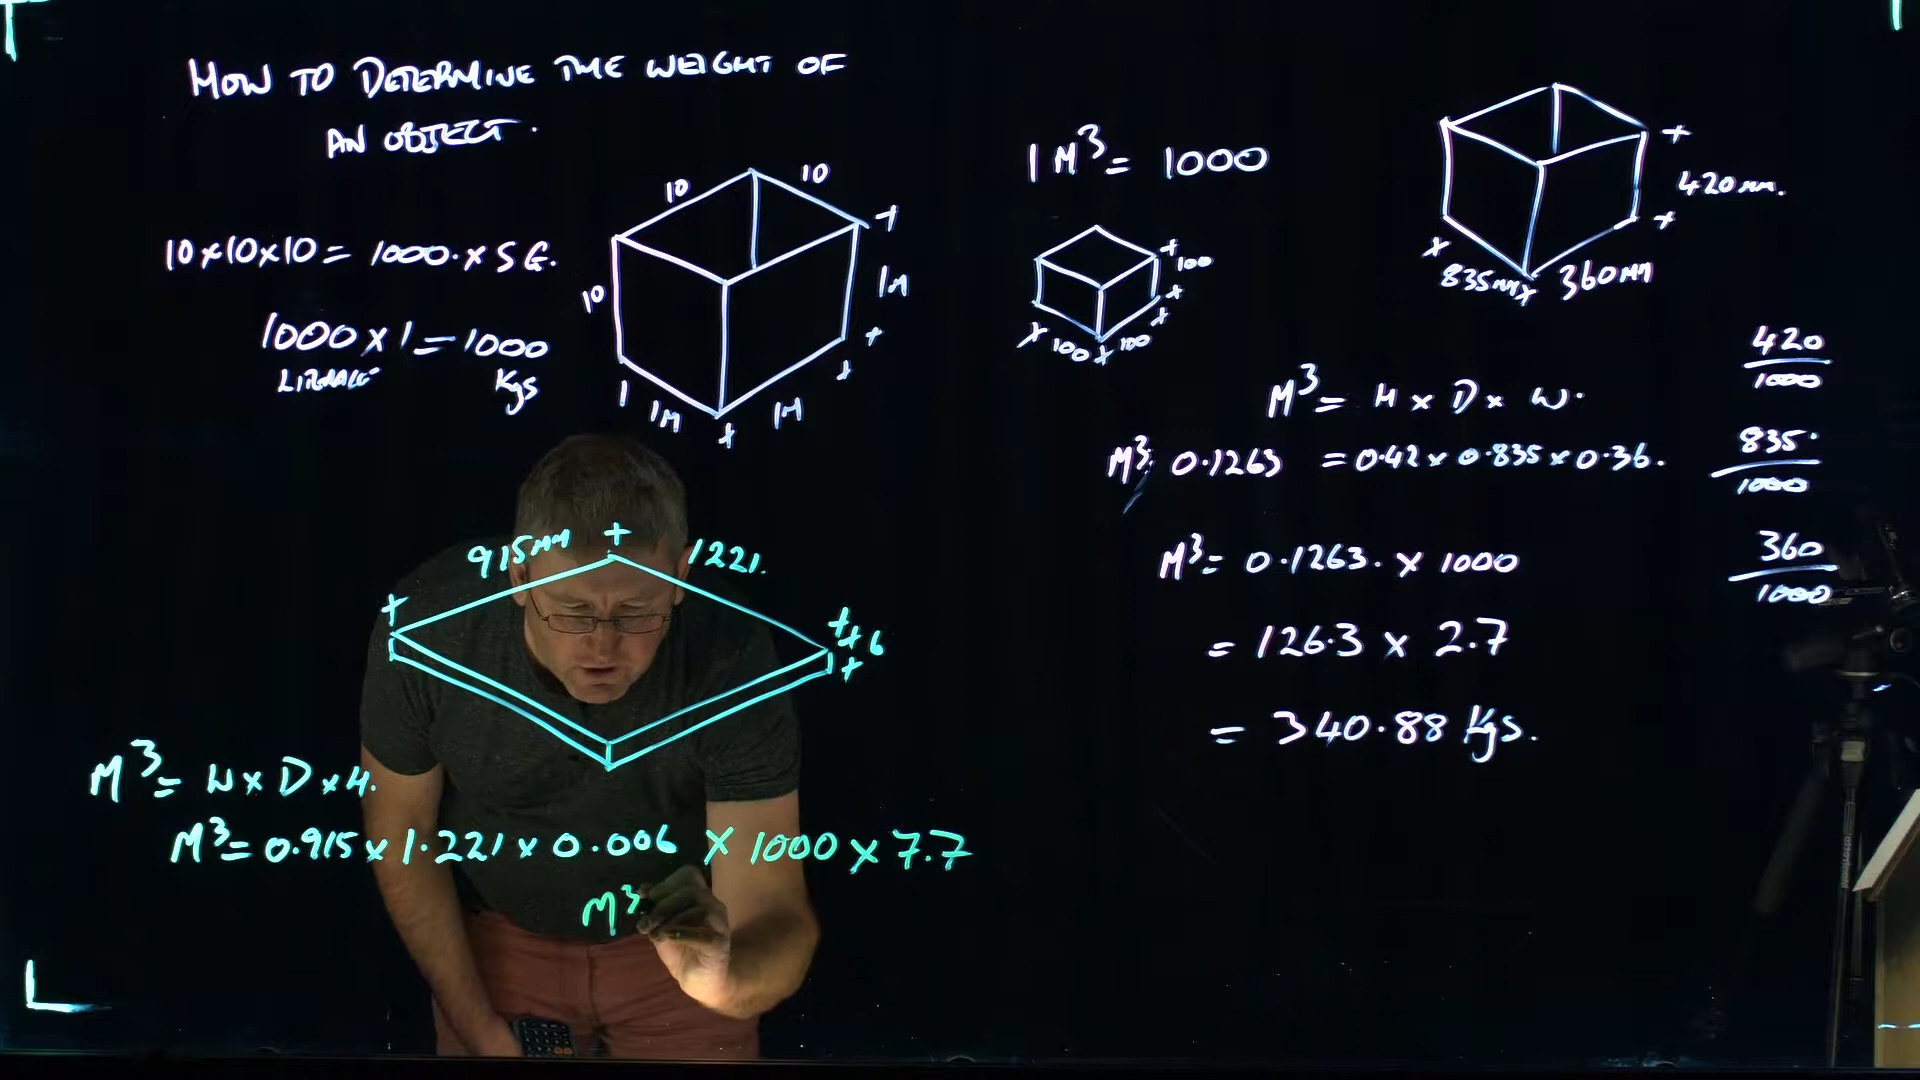 HOW TO DETERMINE THE WEIGHT OF
AN OBJECT.
10×10×10 = 1000. × SG.
1000 × 1 = 1000
LITRAGE Kgs
10 10
10
1M
1 1M 1M
1M³ = 1000
100
100 100
420mm.
835mm 360mm
M³ = H × D × W.
M³: 0.1263 = 0.42 × 0.835 × 0.36.
M³ = 0.1263. × 1000
= 126.3 × 2.7
= 340.88 Kgs.
420
1000
835
1000
360
1000
915mm 1221.
6
M³ = W × D × H.
M³ = 0.915 × 1.221 × 0.006 × 1000 × 7.7
M³